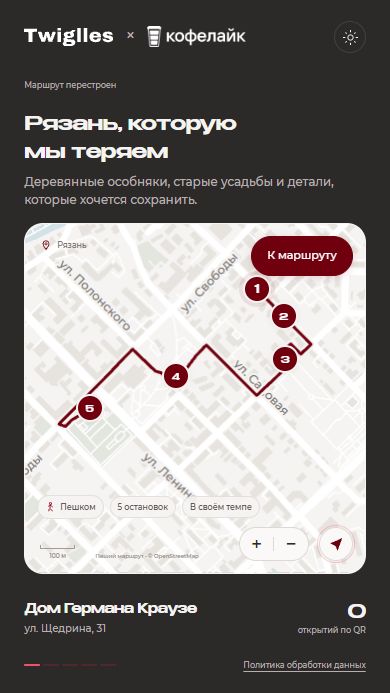 Twiglles × кофелайк
Маршрут перестроен
Рязань, которую
мы теряем
Деревянные особняки, старые усадьбы и детали,
которые хочется сохранить.
Рязань
К маршруту
ул. Полонского
ул. Свободы
1
2
3
ул. Садовая
4
5
ул. Ленин
оды
Пешком
5 остановок
В своём темпе
100 м
Пеший маршрут · © OpenStreetMap
+ −
Дом Германа Краузе
0
ул. Щедрина, 31
открытий по QR
Политика обработки данных